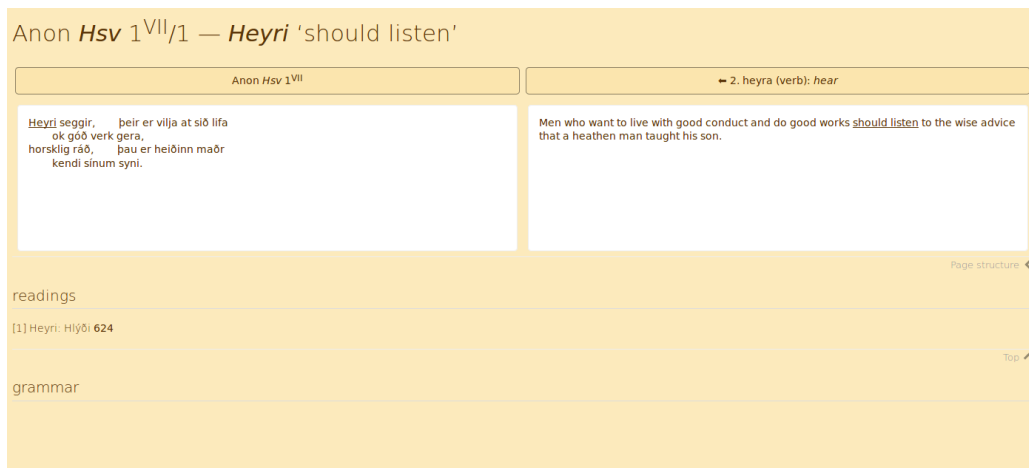 Anon Hsv 1VII/1 — Heyri ‘should listen’
Anon Hsv 1VII
⬅ 2. heyra (verb): hear
Heyri seggir, þeir er vilja at sið lifa
ok góð verk gera,
horsklig ráð, þau er heiðinn maðr
kendi sínum syni.
Men who want to live with good conduct and do good works should listen to the wise advice
that a heathen man taught his son.
Page structure
readings
[1] Heyri: Hlýði 624
Top
grammar